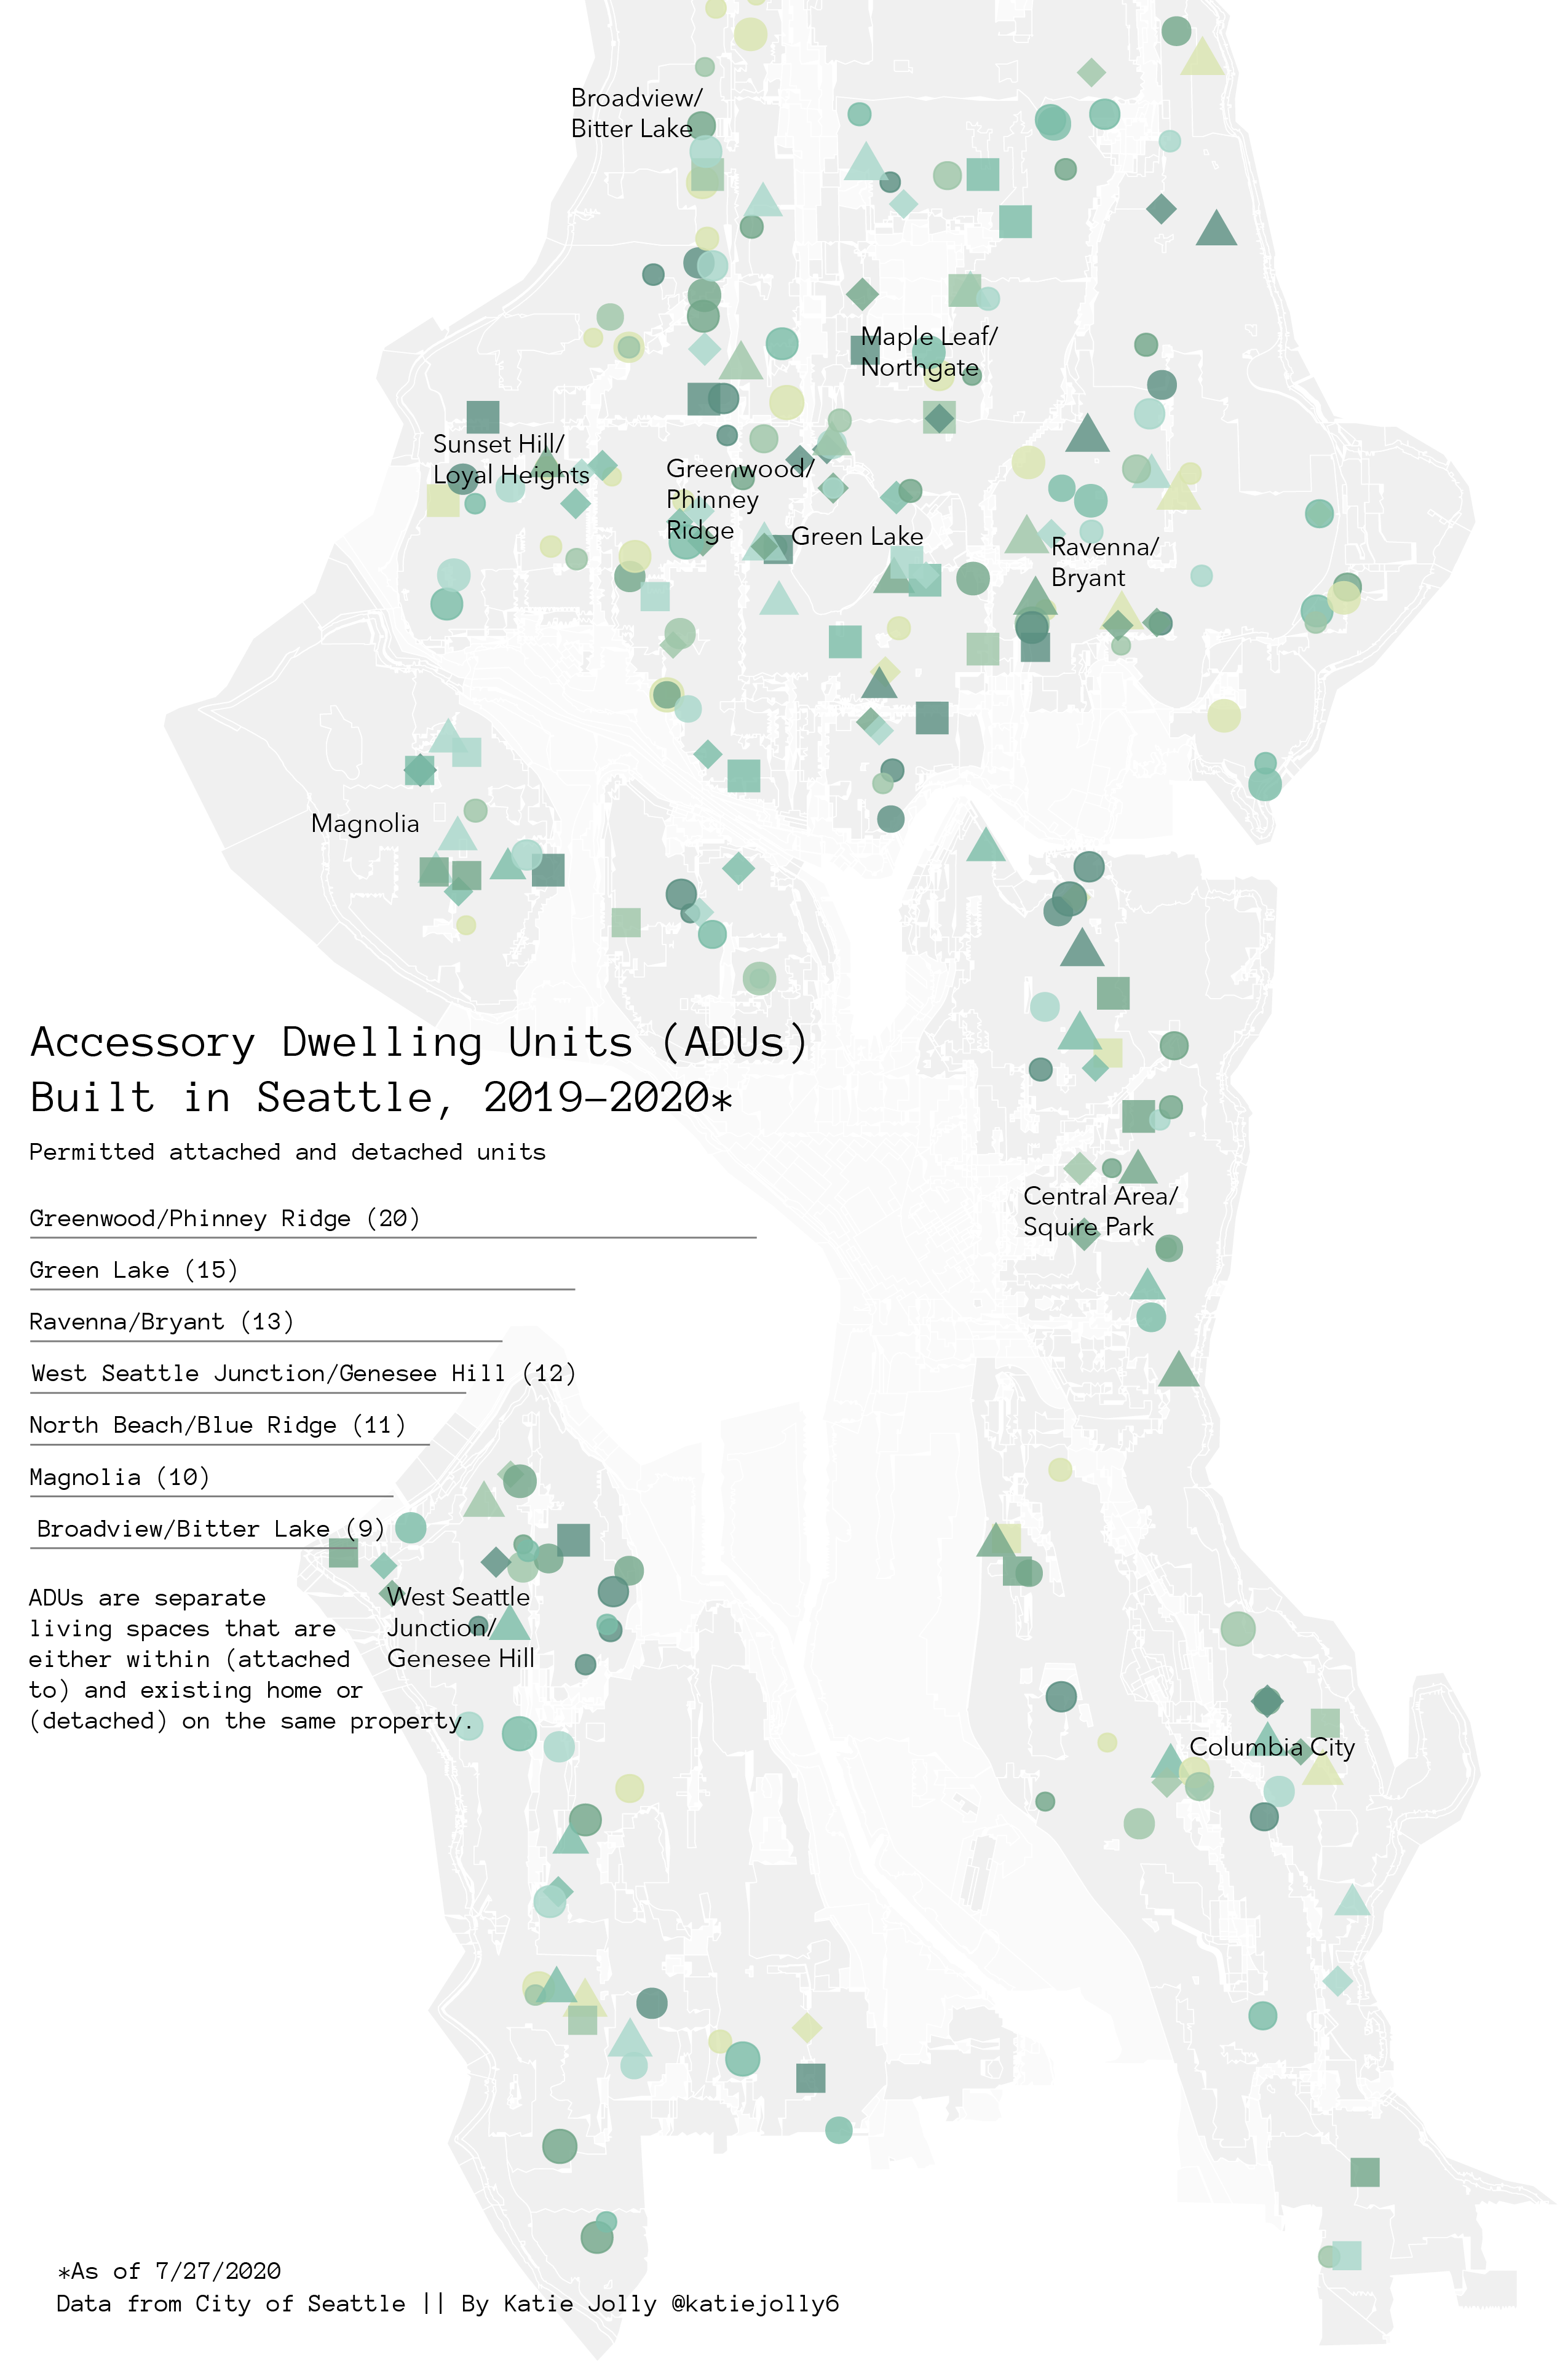 Broadview/
Bitter Lake
Maple Leaf/
Northgate
Sunset Hill/
Loyal Heights
Greenwood/
Phinney
Ridge
Green Lake
Ravenna/
Bryant
Magnolia
Accessory Dwelling Units (ADUs)
Built in Seattle, 2019-2020*
Permitted attached and detached units
Greenwood/Phinney Ridge (20)
Green Lake (15)
Ravenna/Bryant (13)
West Seattle Junction/Genesee Hill (12)
North Beach/Blue Ridge (11)
Magnolia (10)
Broadview/Bitter Lake (9)
ADUs are separate
living spaces that are
either within (attached
to) and existing home or
(detached) on the same property.
Central Area/
Squire Park
West Seattle
Junction/
Genesee Hill
Columbia City
*As of 7/27/2020
Data from City of Seattle || By Katie Jolly @katiejolly6